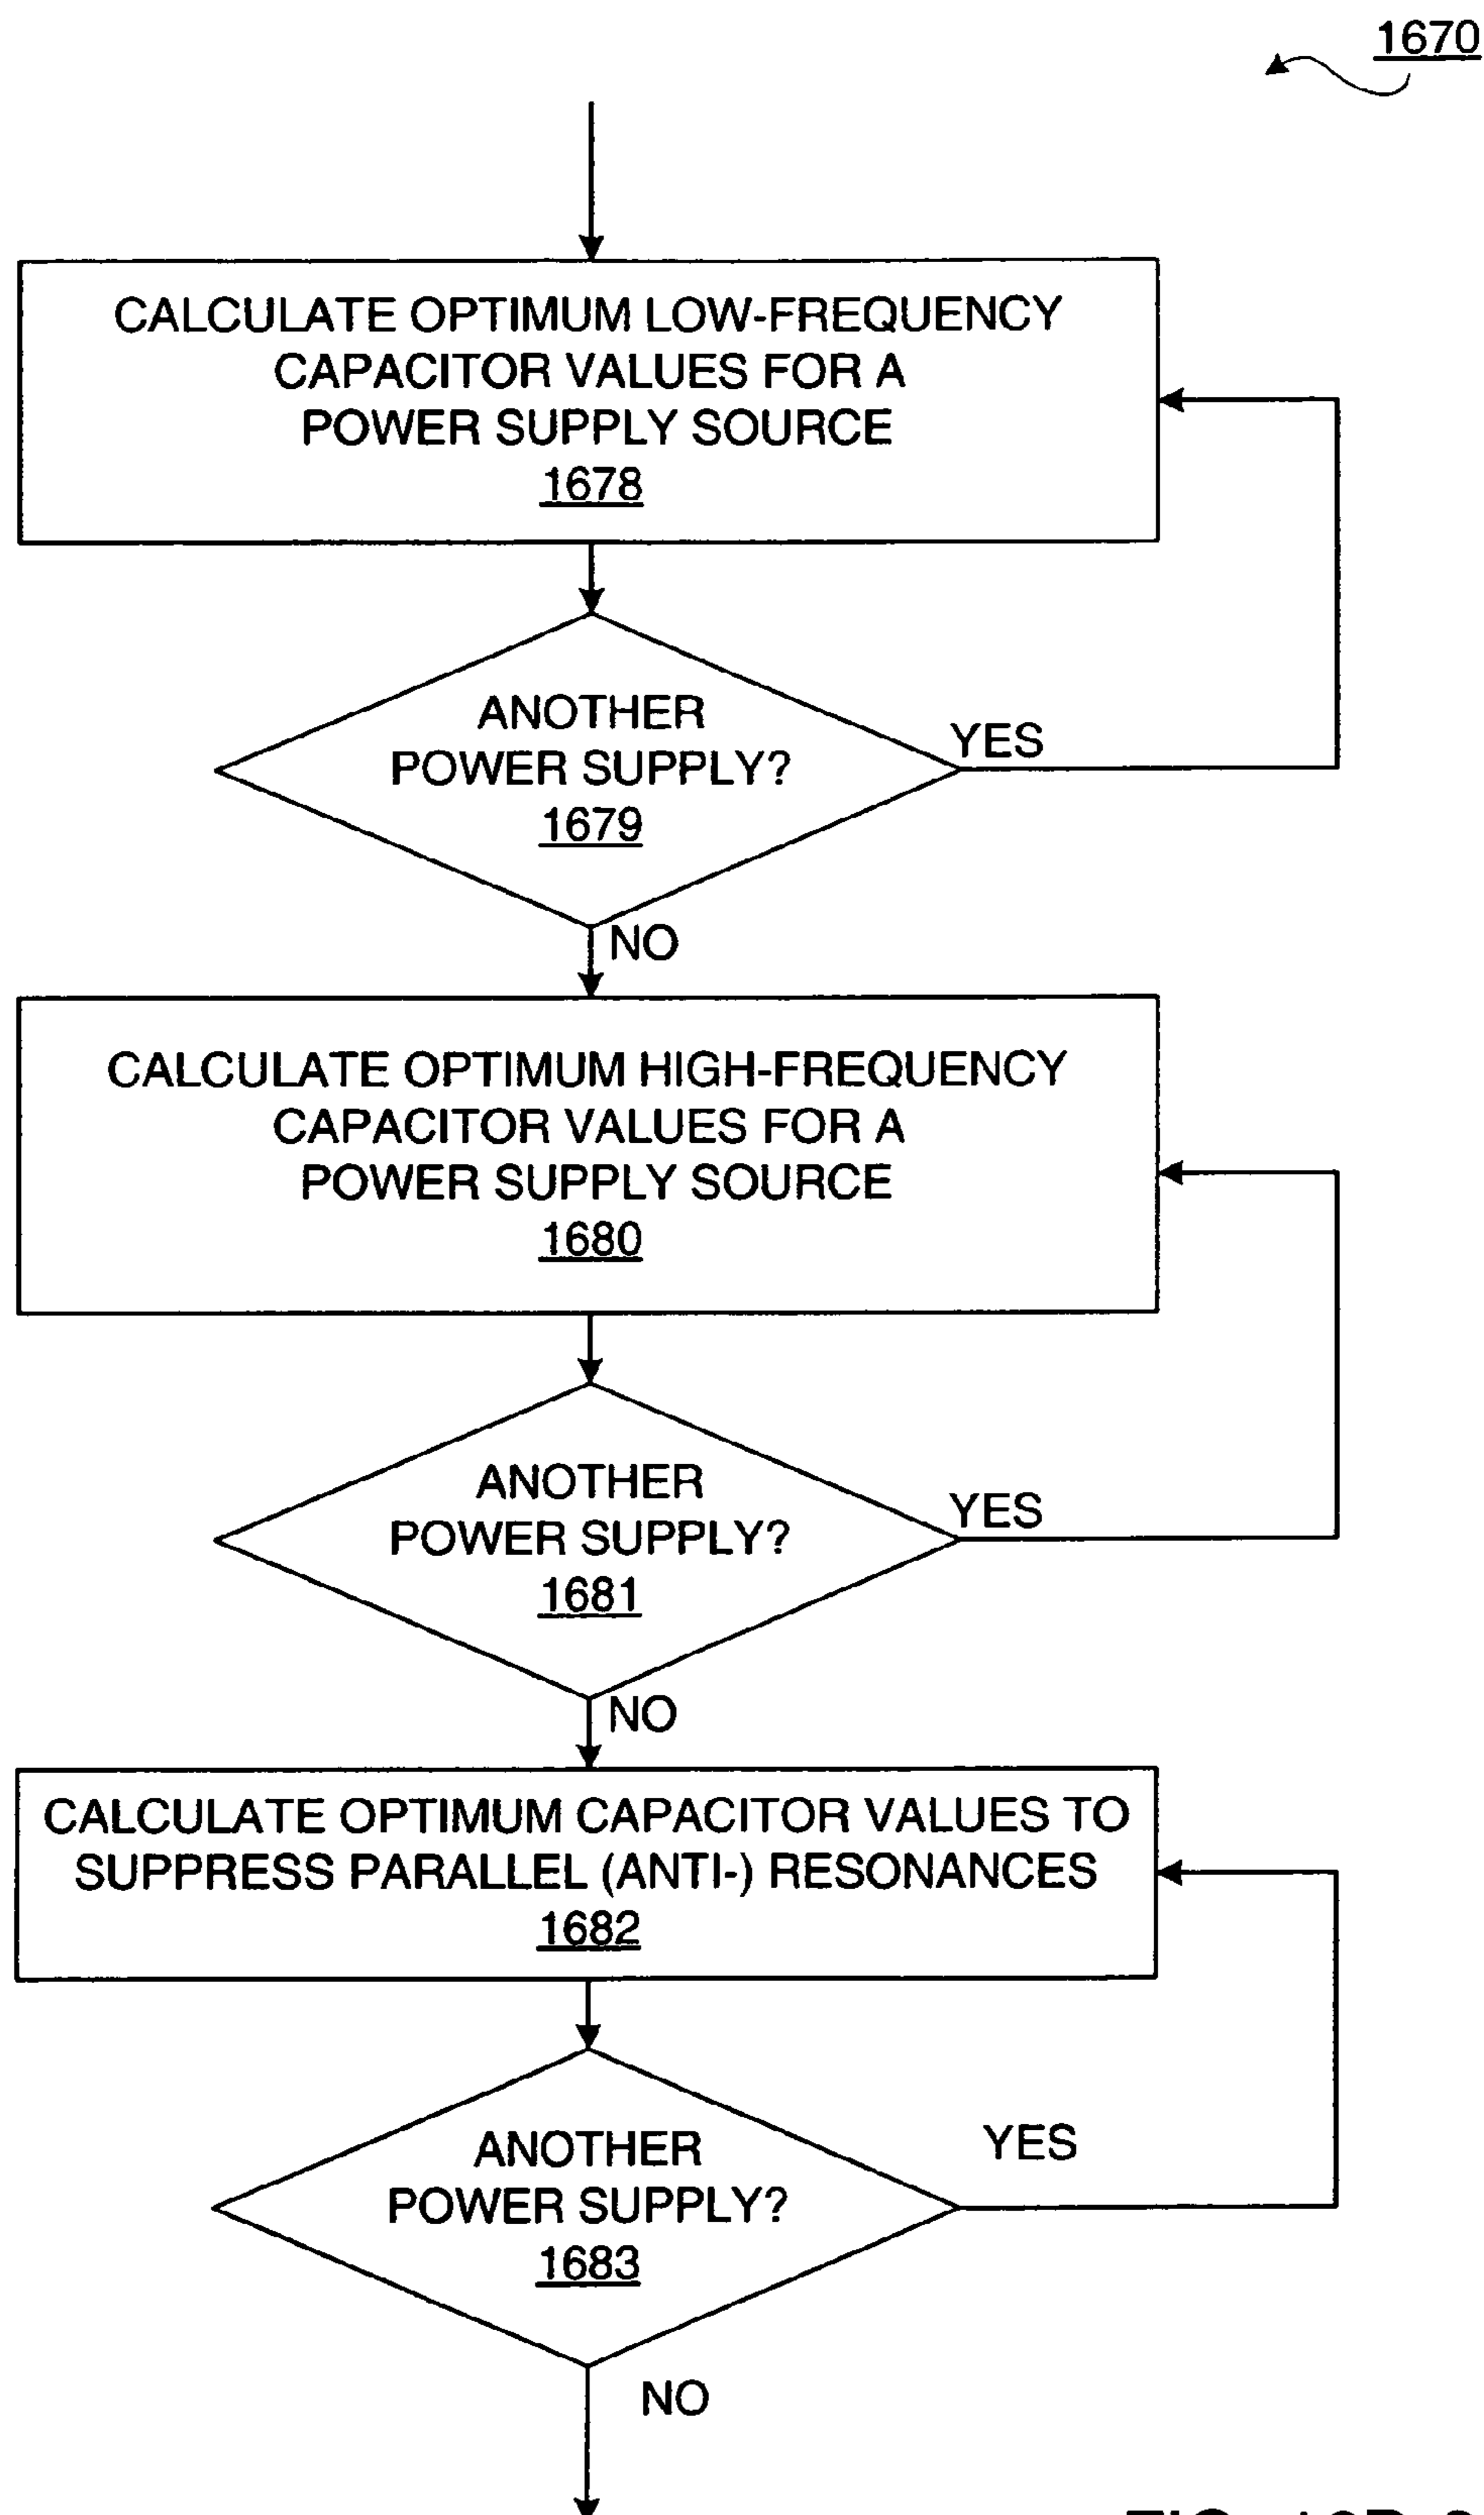 1670
CALCULATE OPTIMUM LOW-FREQUENCY
CAPACITOR VALUES FOR A
POWER SUPPLY SOURCE
1678
ANOTHER
POWER SUPPLY?
1679
YES
NO
CALCULATE OPTIMUM HIGH-FREQUENCY
CAPACITOR VALUES FOR A
POWER SUPPLY SOURCE
1680
ANOTHER
POWER SUPPLY?
1681
YES
NO
CALCULATE OPTIMUM CAPACITOR VALUES TO
SUPPRESS PARALLEL (ANTI-) RESONANCES
1682
ANOTHER
POWER SUPPLY?
1683
YES
NO